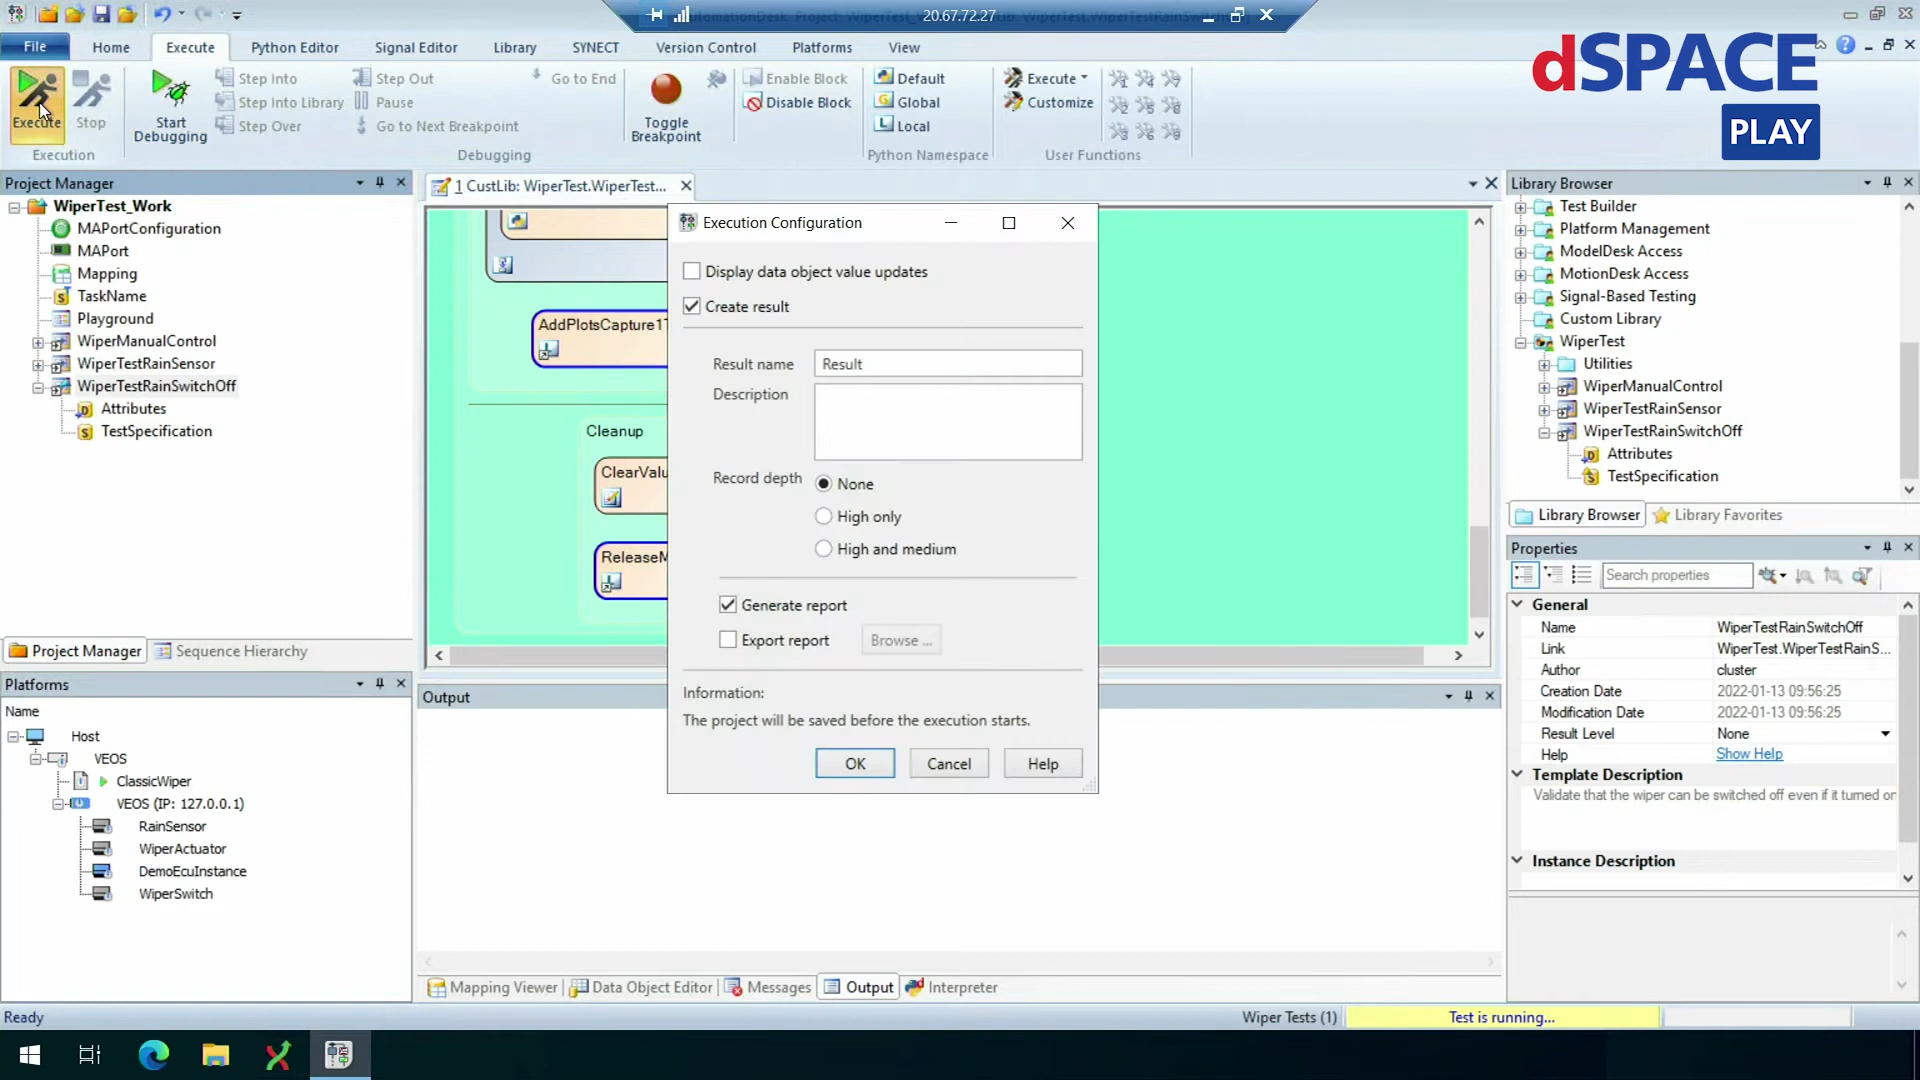 20.67.72.27
File
Home
Execute
Python Editor
Signal Editor
Library
SYNECT
Version Control
Platforms
View
dSPACE
PLAY
Execute
Stop
Start
Debugging
Step Into
Step Into Library
Step Over
Step Out
Pause
Go to Next Breakpoint
Go to End
Toggle
Breakpoint
Enable Block
Disable Block
Default
Global
Local
Execute
Customize
Execution
Debugging
Python Namespace
User Functions
Project Manager
WiperTest_Work
MAPortConfiguration
MAPort
Mapping
TaskName
Playground
WiperManualControl
WiperTestRainSensor
WiperTestRainSwitchOff
Attributes
TestSpecification
Project Manager
Sequence Hierarchy
Platforms
Name
Host
VEOS
ClassicWiper
VEOS (IP: 127.0.0.1)
RainSensor
WiperActuator
DemoEcuInstance
WiperSwitch
1 CustLib: WiperTest.WiperTest...
AddPlotsCapture1T
Cleanup
ClearValu
ReleaseM
Execution Configuration
Display data object value updates
Create result
Result name
Result
Description
Record depth
None
High only
High and medium
Generate report
Export report
Browse ...
Information:
The project will be saved before the execution starts.
OK
Cancel
Help
Output
Mapping Viewer
Data Object Editor
Messages
Output
Interpreter
Library Browser
Test Builder
Platform Management
ModelDesk Access
MotionDesk Access
Signal-Based Testing
Custom Library
WiperTest
Utilities
WiperManualControl
WiperTestRainSensor
WiperTestRainSwitchOff
Attributes
TestSpecification
Library Browser
Library Favorites
Properties
Search properties
General
Name WiperTestRainSwitchOff
Link WiperTest.WiperTestRainS...
Author cluster
Creation Date 2022-01-13 09:56:25
Modification Date 2022-01-13 09:56:25
Result Level None
Help Show Help
Template Description
Validate that the wiper can be switched off even if it turned on
Instance Description
Ready
Wiper Tests (1)
Test is running...